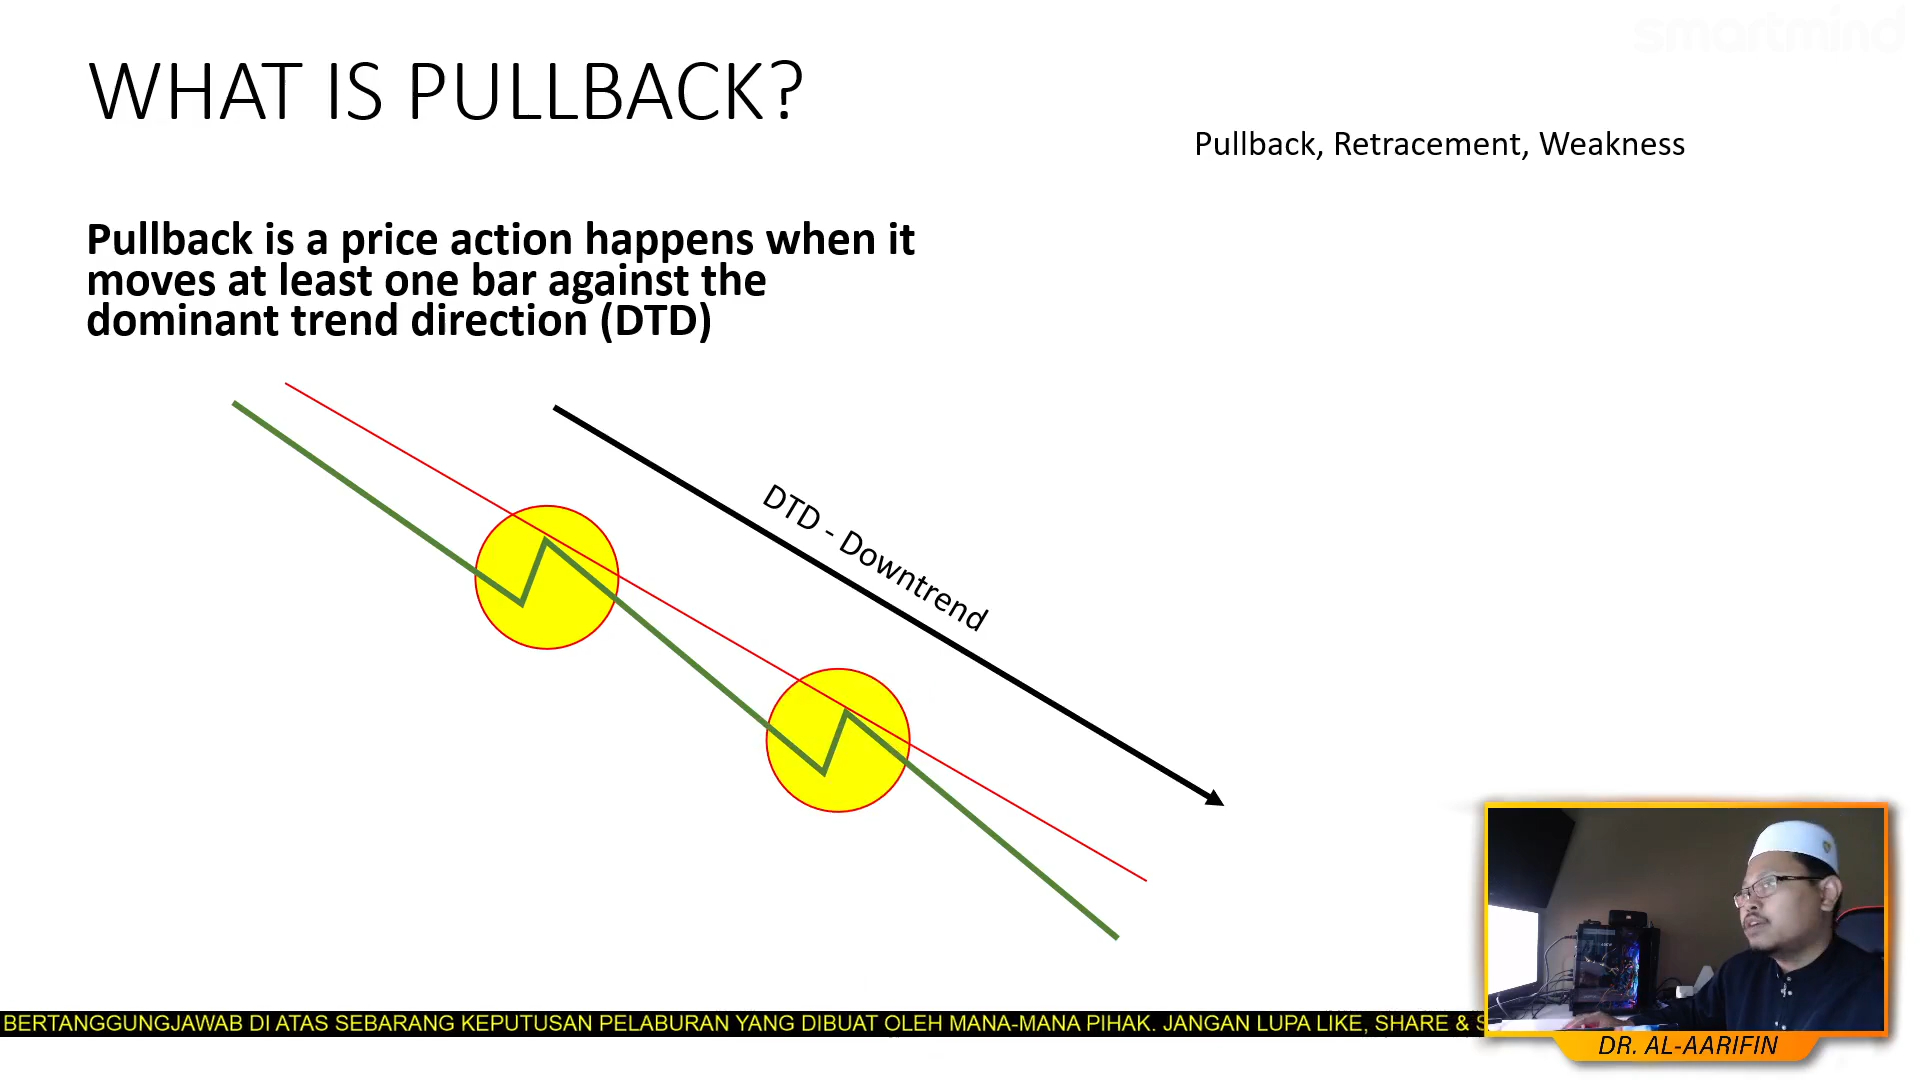 smartmind
WHAT IS PULLBACK?
Pullback, Retracement, Weakness
Pullback is a price action happens when it
moves at least one bar against the
dominant trend direction (DTD)
DTD - Downtrend
BERTANGGUNGJAWAB DI ATAS SEBARANG KEPUTUSAN PELABURAN YANG DIBUAT OLEH MANA-MANA PIHAK. JANGAN LUPA LIKE, SHARE & S
DR. AL-AARIFIN